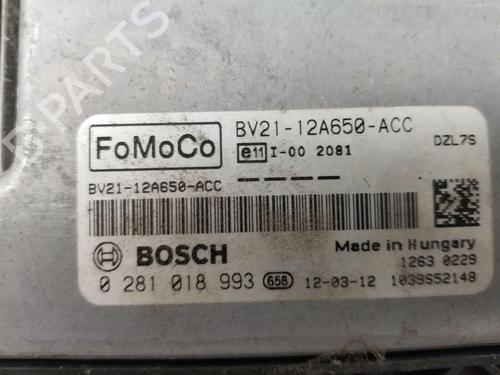 FoMoCo
BV21-12A650-ACC
e11 I-00 2081
DZL7S
BV21-12A650-ACC
BOSCH
Made in Hungary
1263 0229
0 281 018 993 658 12-03-12 1039S52148